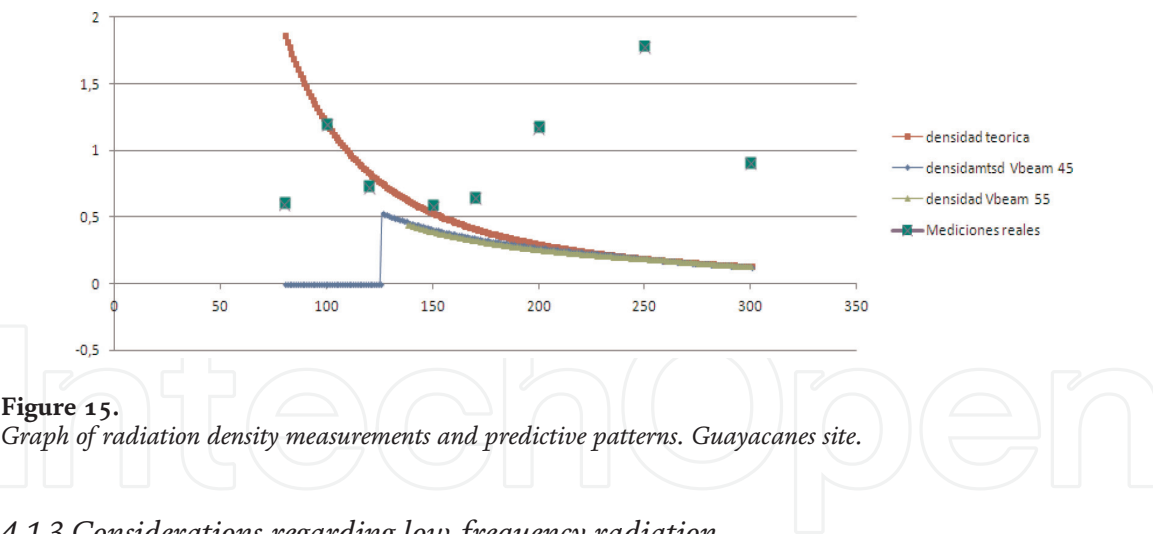 2
1,5
1
0,5
0
-0,5
0 50 100 150 200 250 300 350
densidad teorica
densidamtsd Vbeam 45
densidad Vbeam 55
Mediciones reales
IntechOpen
Figure 15.
Graph of radiation density measurements and predictive patterns. Guayacanes site.
4.1.3 Considerations regarding low-frequency radiation